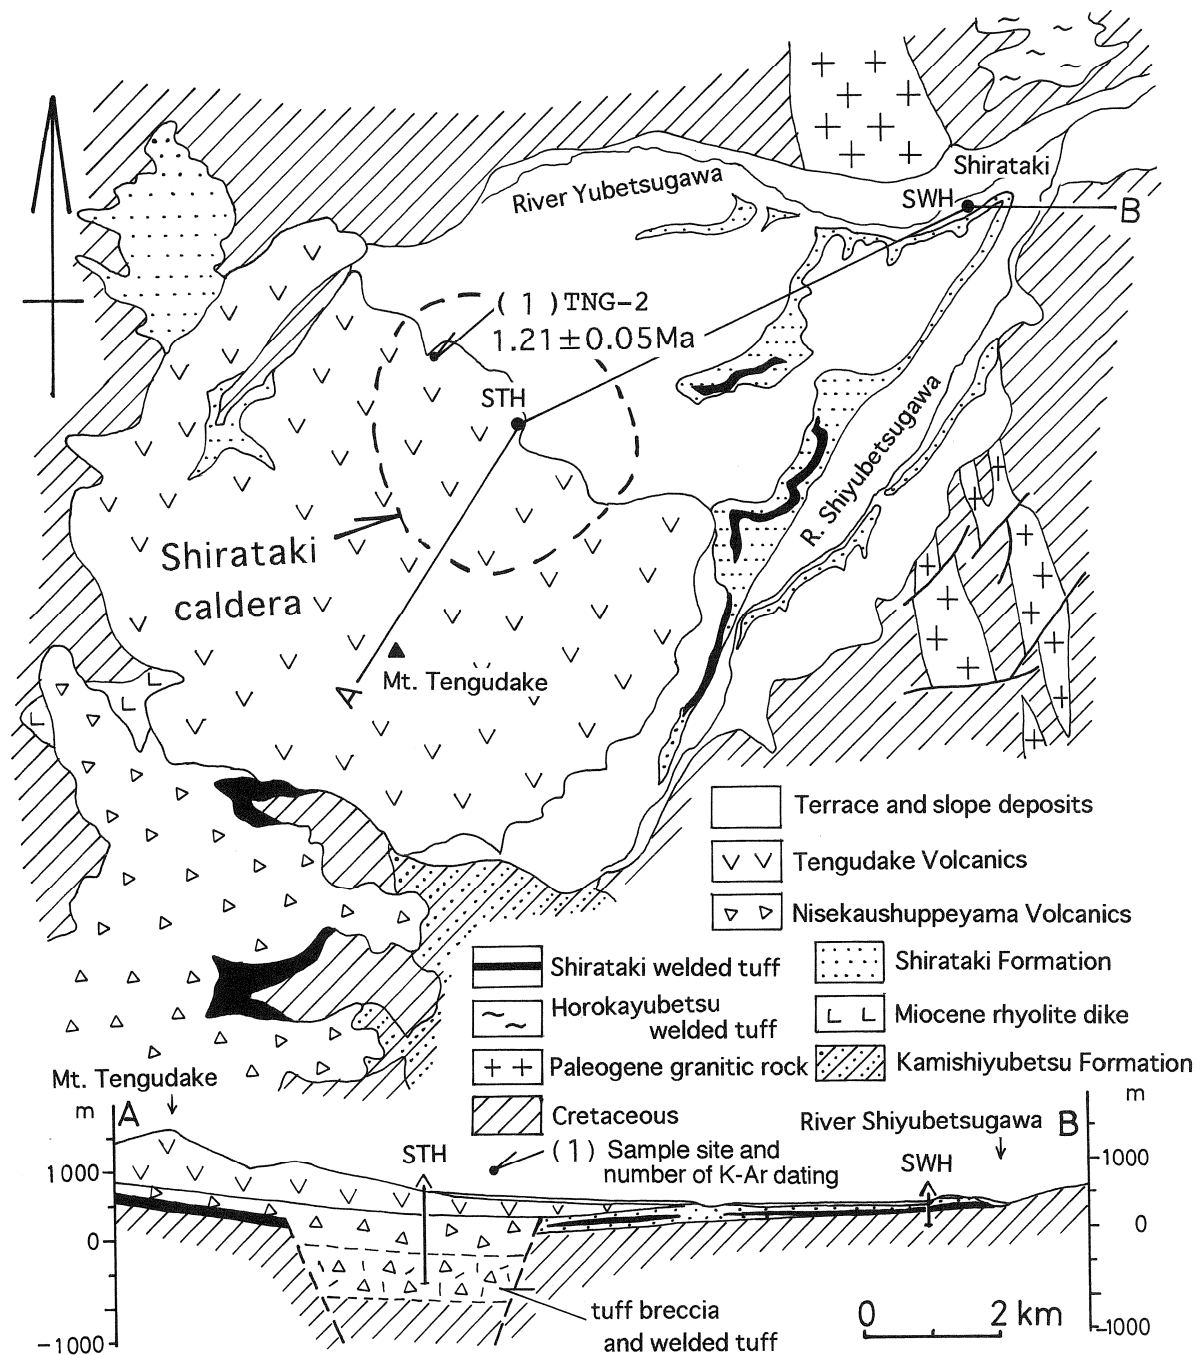 Shirataki
River Yubetsugawa
SWH
B
(1) TNG-2
1.21±0.05Ma
STH
R. Shiyubetsugawa
Shirataki
caldera
A
Mt. Tengudake
Terrace and slope deposits
Tengudake Volcanics
Nisekaushuppeyama Volcanics
Shirataki welded tuff
Shirataki Formation
Horokayubetsu
welded tuff
Miocene rhyolite dike
Paleogene granitic rock
Kamishiyubetsu Formation
Cretaceous
(1) Sample site and
number of K-Ar dating
Mt. Tengudake
m
A
River Shiyubetsugawa
B
m
STH
SWH
1000
0
-1000
1000
0
-1000
tuff breccia
and welded tuff
0 2 km